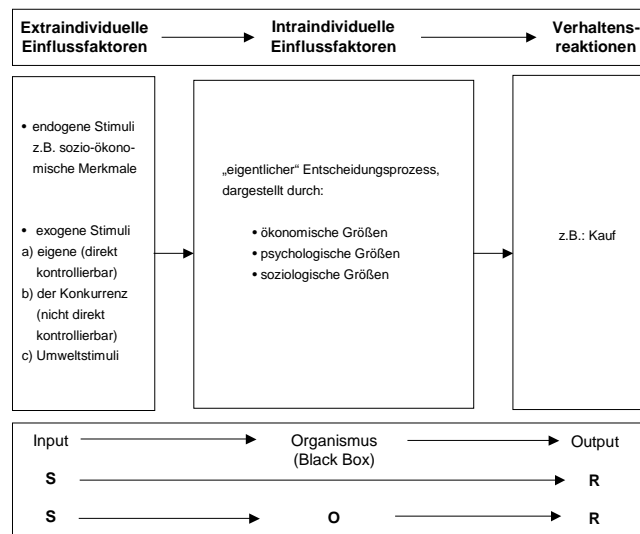 Extraindividuelle
Einflussfaktoren
Intraindividuelle
Einflussfaktoren
Verhaltens-
reaktionen
• endogene Stimuli
z.B. sozio-ökono-
mische Merkmale
• exogene Stimuli
a) eigene (direkt
kontrollierbar)
b) der Konkurrenz
(nicht direkt
kontrollierbar)
c) Umweltstimuli
„eigentlicher“ Entscheidungsprozess,
dargestellt durch:
• ökonomische Größen
• psychologische Größen
• soziologische Größen
z.B.: Kauf
Input
Organismus
(Black Box)
Output
S
R
S
O
R